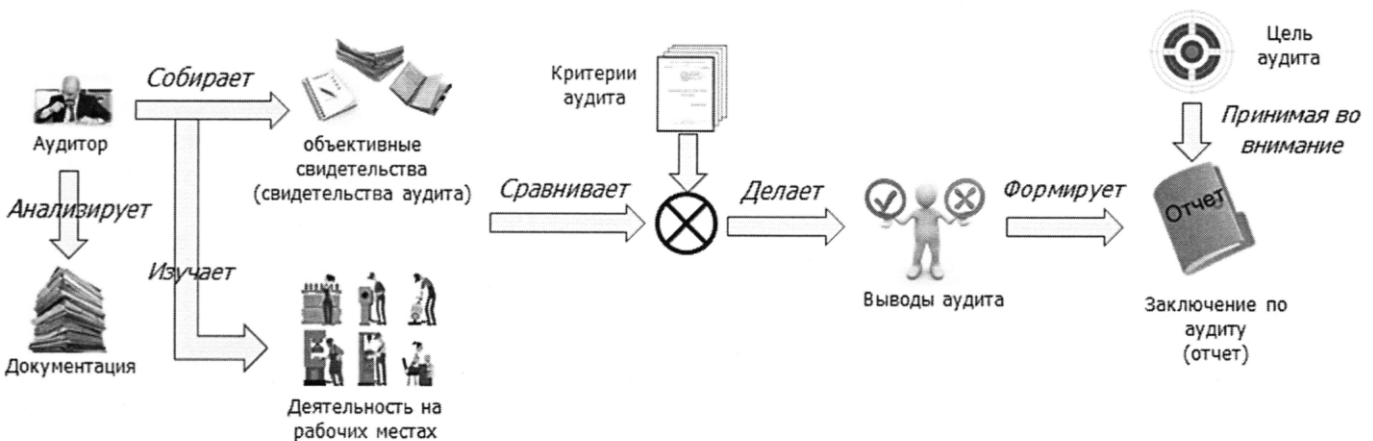 Собирает
Аудитор
Анализирует
Документация
Изучает
объективные
свидетельства
(свидетельства аудита)
Деятельность на
рабочих местах
Сравнивает
Критерии
аудита
Делает
Выводы аудита
Формирует
Цель
аудита
Принимая во
внимание
Отчет
Заключение по
аудиту
(отчет)